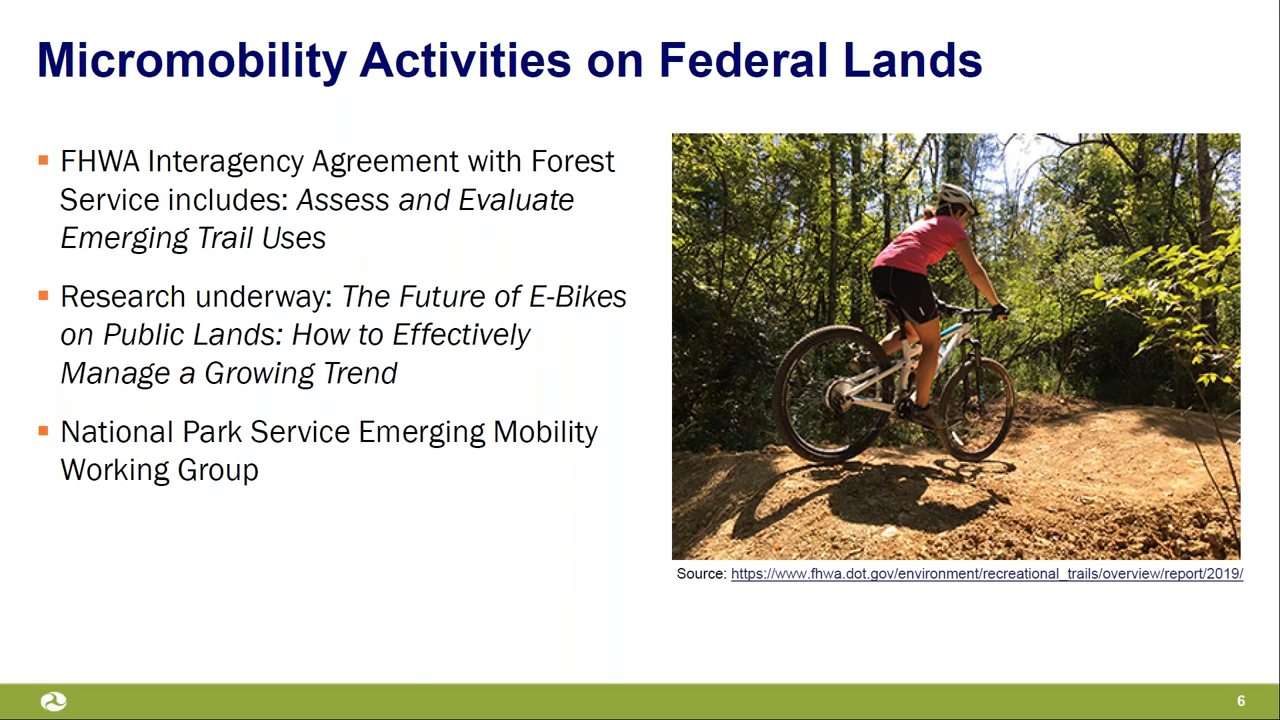 Micromobility Activities on Federal Lands
FHWA Interagency Agreement with Forest
Service includes: Assess and Evaluate
Emerging Trail Uses
Research underway: The Future of E-Bikes
on Public Lands: How to Effectively
Manage a Growing Trend
National Park Service Emerging Mobility
Working Group
Source: https://www.fhwa.dot.gov/environment/recreational_trails/overview/report/2019/
6